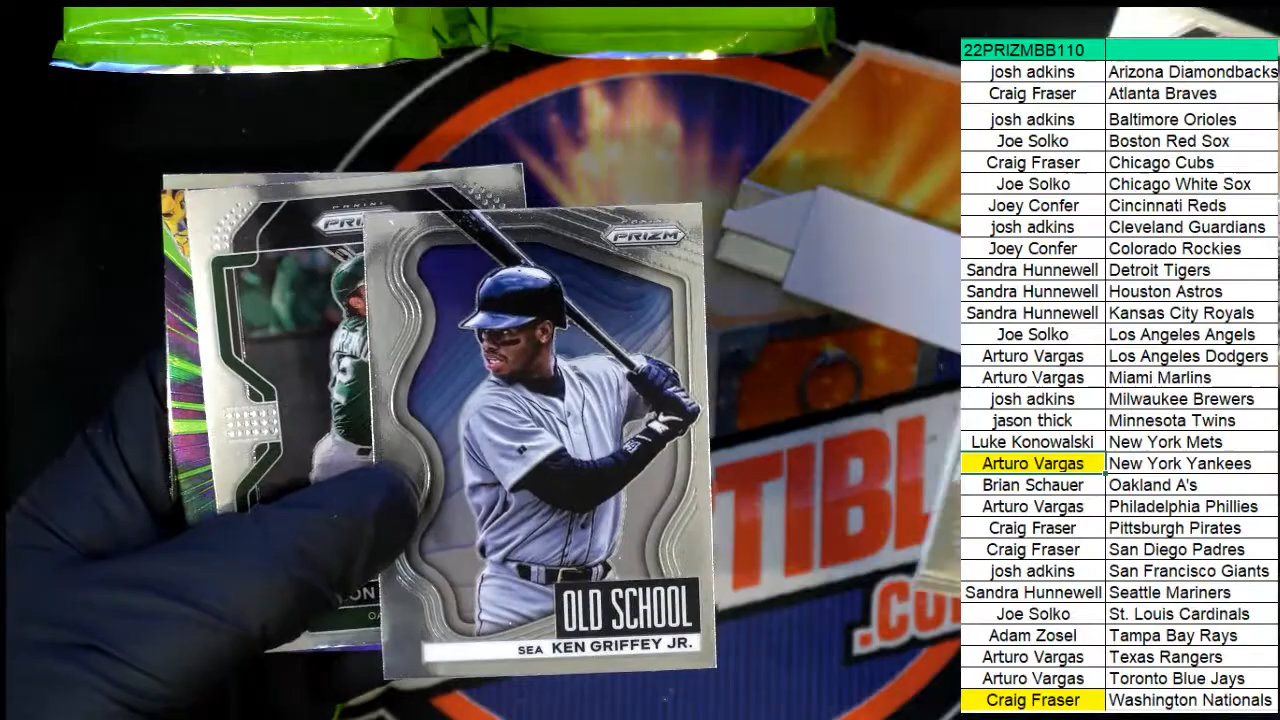 22PRIZMBB110
josh adkins Arizona Diamondbacks
Craig Fraser Atlanta Braves
josh adkins Baltimore Orioles
Joe Solko Boston Red Sox
Craig Fraser Chicago Cubs
Joe Solko Chicago White Sox
Joey Confer Cincinnati Reds
josh adkins Cleveland Guardians
Joey Confer Colorado Rockies
Sandra Hunnewell Detroit Tigers
Sandra Hunnewell Houston Astros
Sandra Hunnewell Kansas City Royals
Joe Solko Los Angeles Angels
Arturo Vargas Los Angeles Dodgers
Arturo Vargas Miami Marlins
josh adkins Milwaukee Brewers
jason thick Minnesota Twins
Luke Konowalski New York Mets
Arturo Vargas New York Yankees
Brian Schauer Oakland A's
Arturo Vargas Philadelphia Phillies
Craig Fraser Pittsburgh Pirates
Craig Fraser San Diego Padres
josh adkins San Francisco Giants
Sandra Hunnewell Seattle Mariners
Joe Solko St. Louis Cardinals
Adam Zosel Tampa Bay Rays
Arturo Vargas Texas Rangers
Arturo Vargas Toronto Blue Jays
Craig Fraser Washington Nationals
PANINI
PRIZM
OLD SCHOOL
SEA KEN GRIFFEY JR.
PANINI
PRI
ON
OA
TIBL
.CO